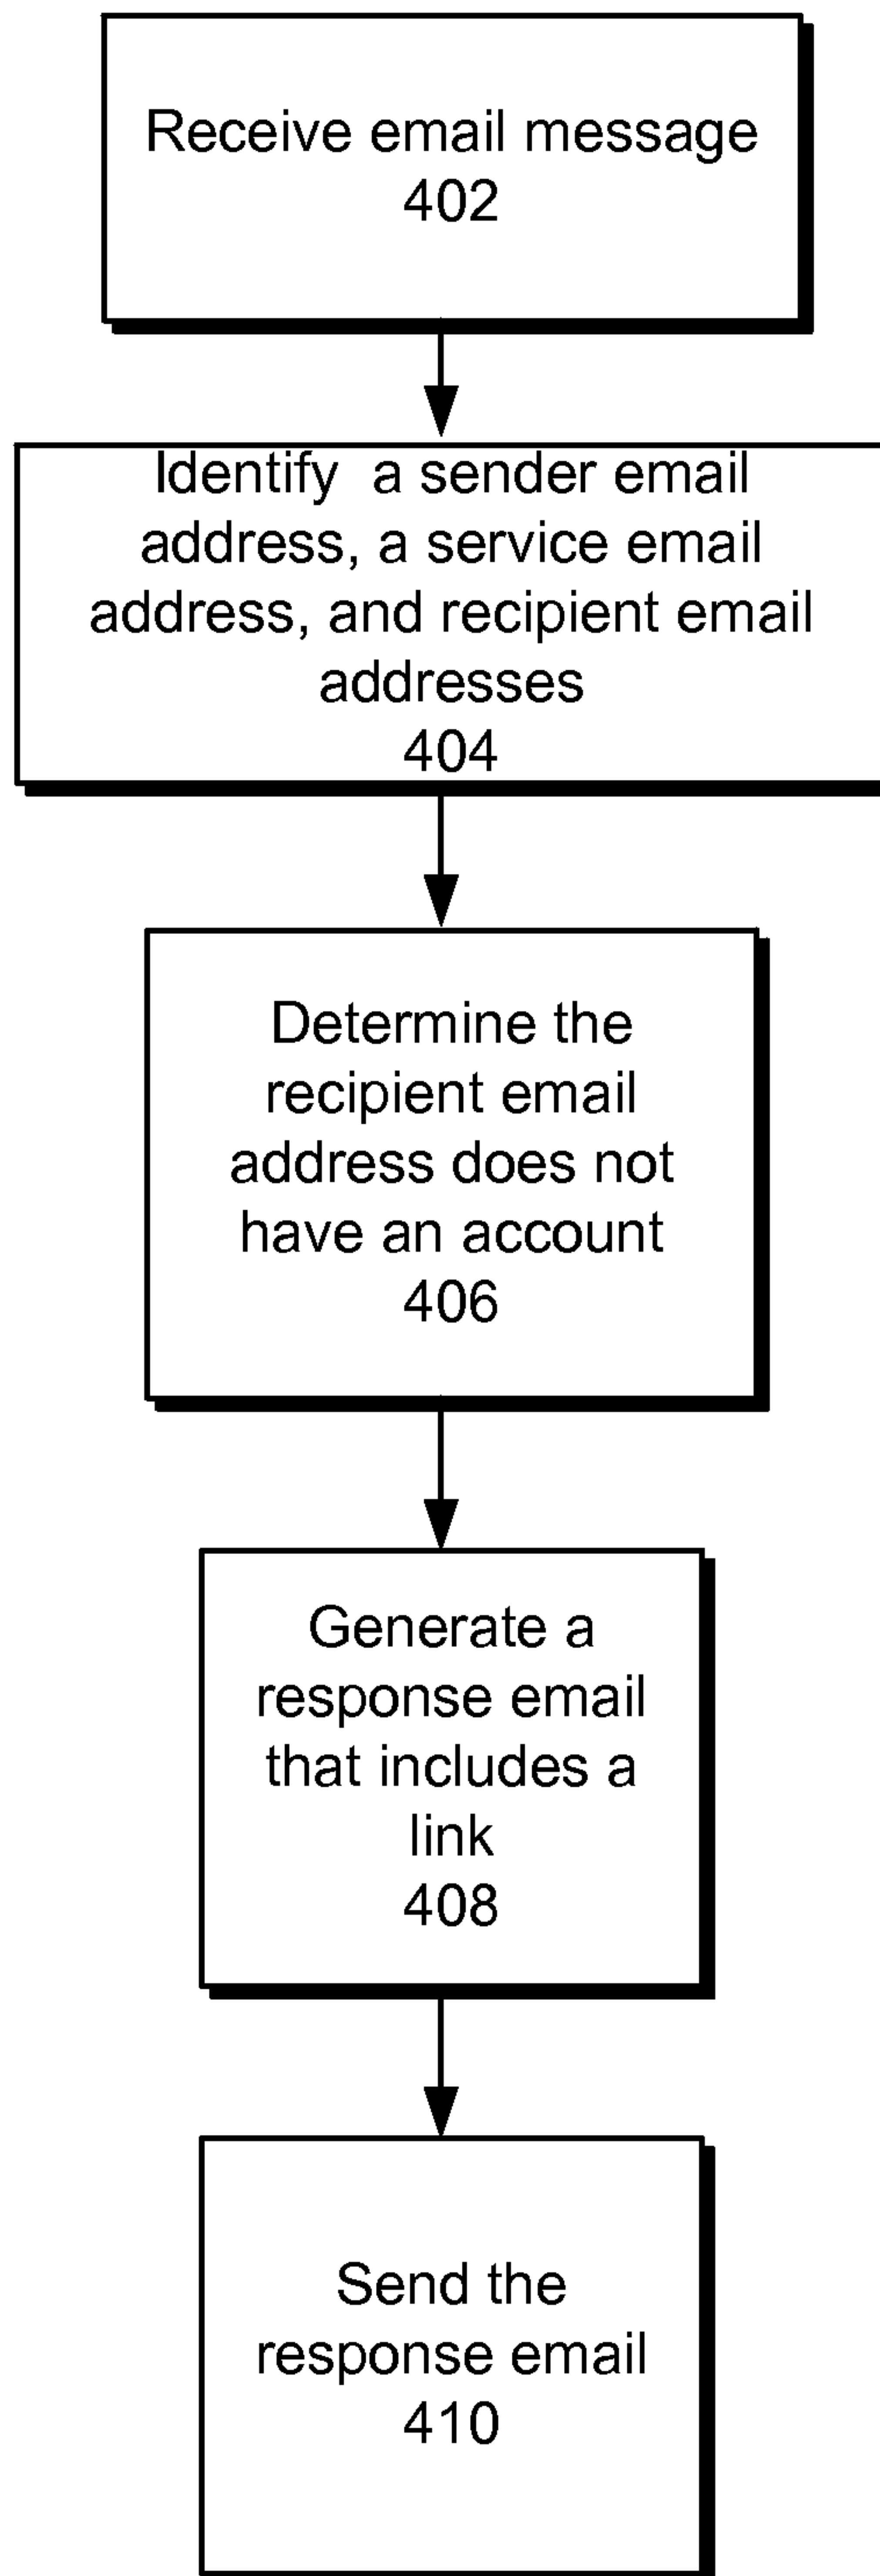 Receive email message
402
Identify a sender email
address, a service email
address, and recipient email
addresses
404
Determine the
recipient email
address does not
have an account
406
Generate a
response email
that includes a
link
408
Send the
response email
410